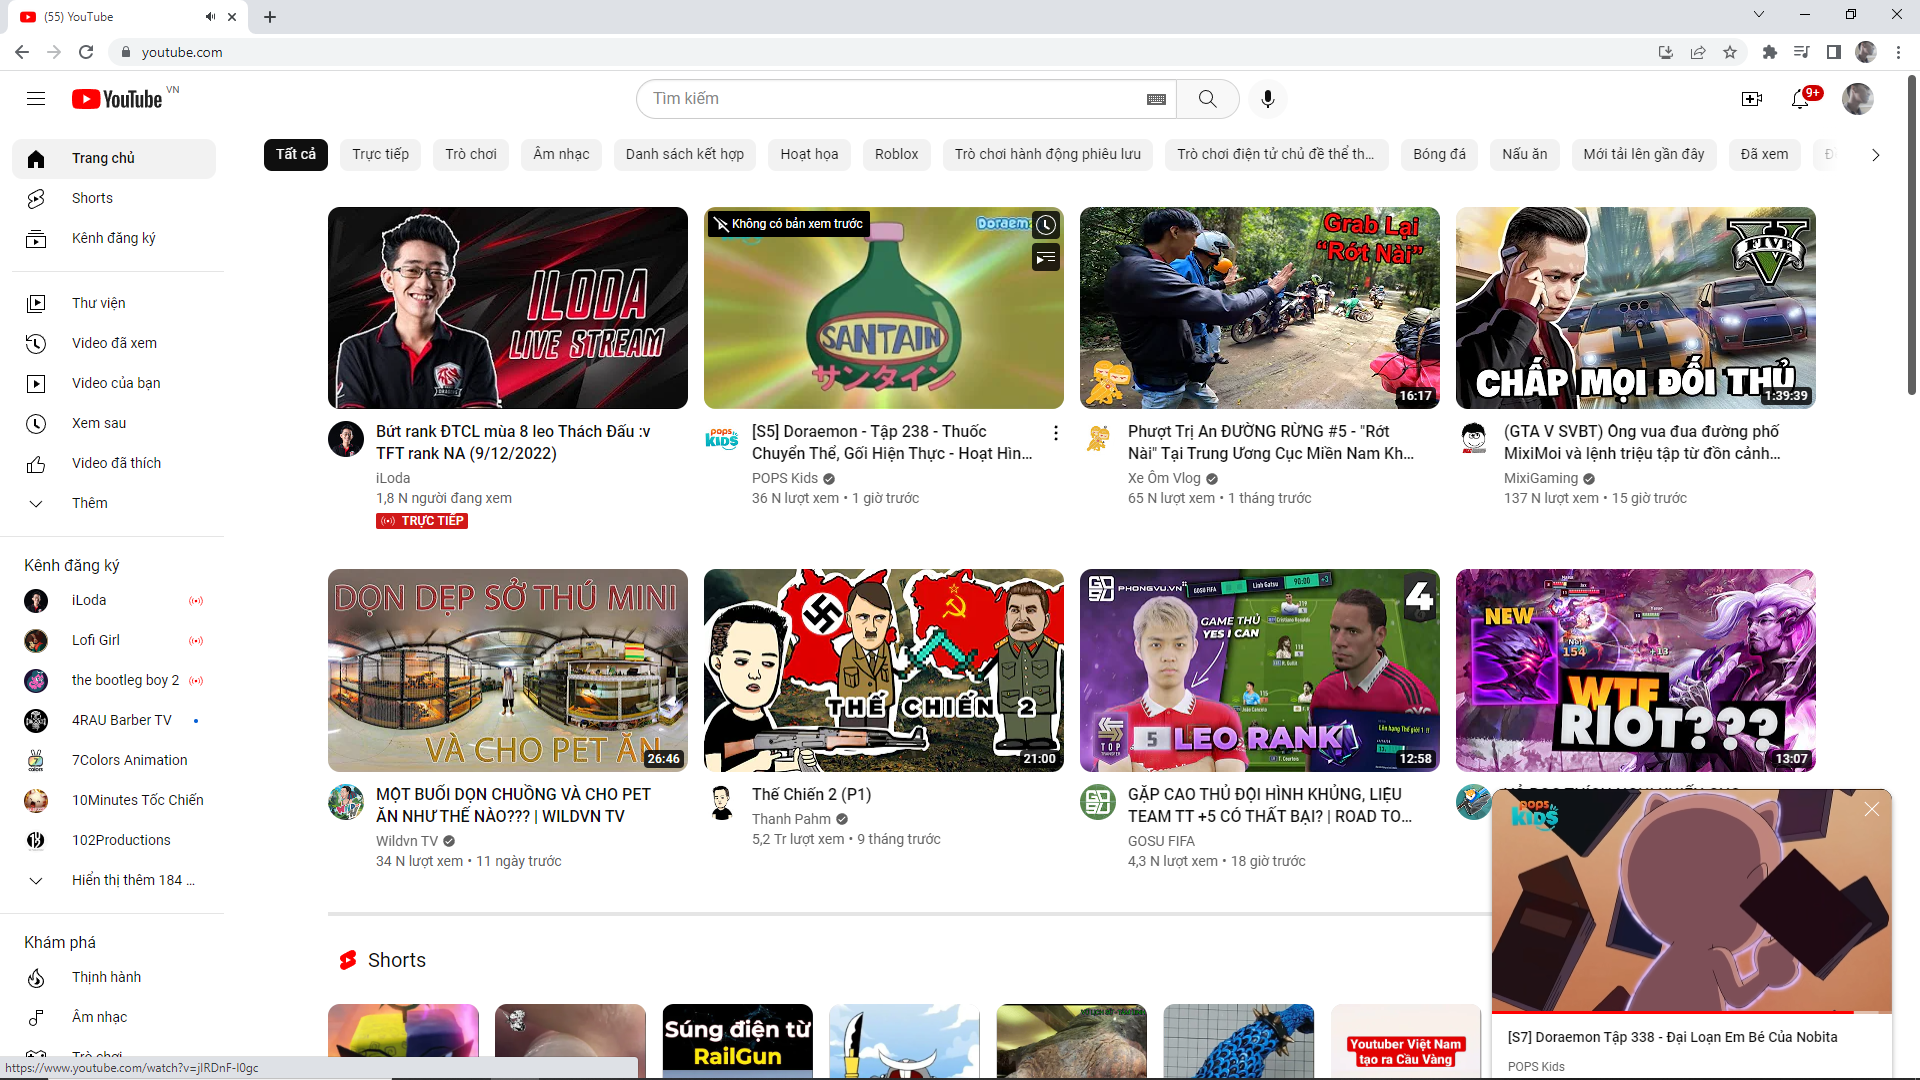 (55) YouTube
youtube.com
YouTube VN
Tìm kiếm
9+
Tất cả
Trực tiếp
Trò chơi
Âm nhạc
Danh sách kết hợp
Hoạt họa
Roblox
Trò chơi hành động phiêu lưu
Trò chơi điện tử chủ đề thể th...
Bóng đá
Nấu ăn
Mới tải lên gần đây
Đã xem
Trang chủ
Shorts
Kênh đăng ký
Thư viện
Video đã xem
Video của bạn
Xem sau
Video đã thích
Thêm
Kênh đăng ký
iLoda
Lofi Girl
the bootleg boy 2
4RAU Barber TV
7Colors Animation
10Minutes Tốc Chiến
102Productions
Hiển thị thêm 184 ...
Khám phá
Thịnh hành
Âm nhạc
Trò chơi
ILODA
LIVE STREAM
Bứt rank ĐTCL mùa 8 leo Thách Đấu :v
TFT rank NA (9/12/2022)
iLoda
1,8 N người đang xem
TRỰC TIẾP
Không có bản xem trước
Doraem
SANTAIN
サンタイン
pops KIDS
[S5] Doraemon - Tập 238 - Thuốc
Chuyển Thể, Gối Hiện Thực - Hoạt Hìn...
POPS Kids
36 N lượt xem • 1 giờ trước
Grab Lại
"Rớt Nài"
16:17
Phượt Trị An ĐƯỜNG RỪNG #5 - "Rớt
Nài" Tại Trung Ương Cục Miền Nam Kh...
Xe Ôm Vlog
65 N lượt xem • 1 tháng trước
FIVE
CHẤP MỌI ĐỐI THỦ
1:39:39
(GTA V SVBT) Ông vua đua đường phố
MixiMoi và lệnh triệu tập từ đồn cảnh...
MixiGaming
137 N lượt xem • 15 giờ trước
DỌN DẸP SỞ THÚ MINI
VÀ CHO PET ĂN
26:46
MỘT BUỔI DỌN CHUỒNG VÀ CHO PET
ĂN NHƯ THẾ NÀO??? | WILDVN TV
Wildvn TV
34 N lượt xem • 11 ngày trước
THẾ CHIẾN 2
21:00
Thế Chiến 2 (P1)
Thanh Pahm
5,2 Tr lượt xem • 9 tháng trước
PHONGVU.VN
GOSU FIFA
Linh Gatsu
90:00
+3
4
GAME THỦ
YES I CAN
TOP
5
LEO RANK
12:58
GẶP CAO THỦ ĐỘI HÌNH KHỦNG, LIỆU
TEAM TT +5 CÓ THẤT BẠI? | ROAD TO...
GOSU FIFA
4,3 N lượt xem • 18 giờ trước
NEW
154
+13
WTF
RIOT???
13:07
pops
KIDS
[S7] Doraemon Tập 338 - Đại Loạn Em Bé Của Nobita
POPS Kids
Shorts
Súng điện từ
RailGun
Youtuber Việt Nam
tạo ra Cầu Vàng
https://www.youtube.com/watch?v=jIRDnF-I0gc